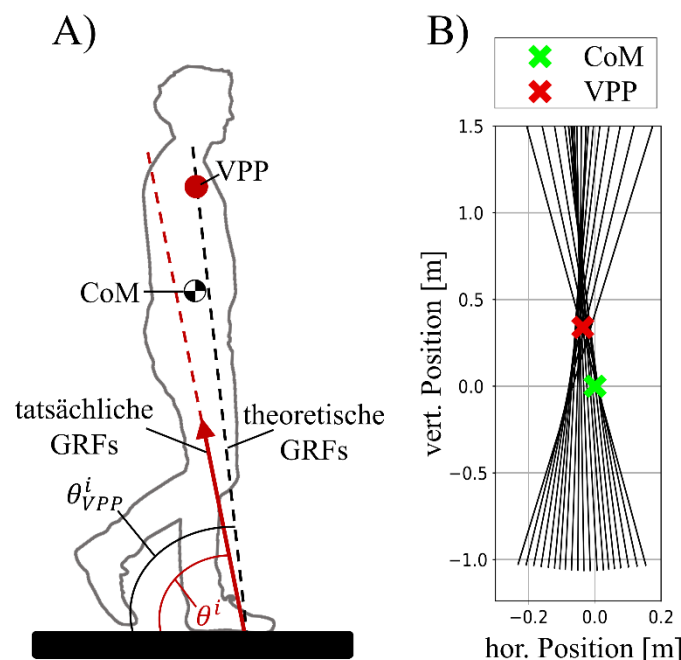 A)
VPP
CoM
tatsächliche
GRFs
theoretische
GRFs
θ^i_VPP
θ^i
B)
CoM
VPP
vert. Position [m]
1.5
1.0
0.5
0.0
−0.5
−1.0
−0.2
0.0
0.2
hor. Position [m]